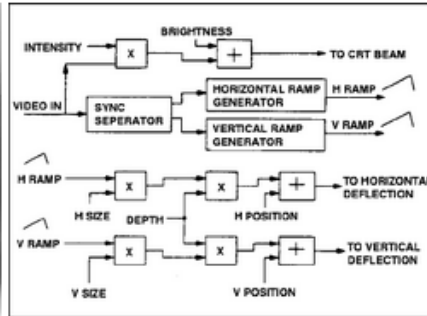 BRIGHTNESS
INTENSITY
X
+
TO CRT BEAM
HORIZONTAL RAMP
GENERATOR
H RAMP
VIDEO IN
SYNC
SEPERATOR
VERTICAL RAMP
GENERATOR
V RAMP
H RAMP
X
X
+
TO HORIZONTAL
DEFLECTION
H SIZE
DEPTH
H POSITION
V RAMP
X
X
+
TO VERTICAL
DEFLECTION
V SIZE
V POSITION